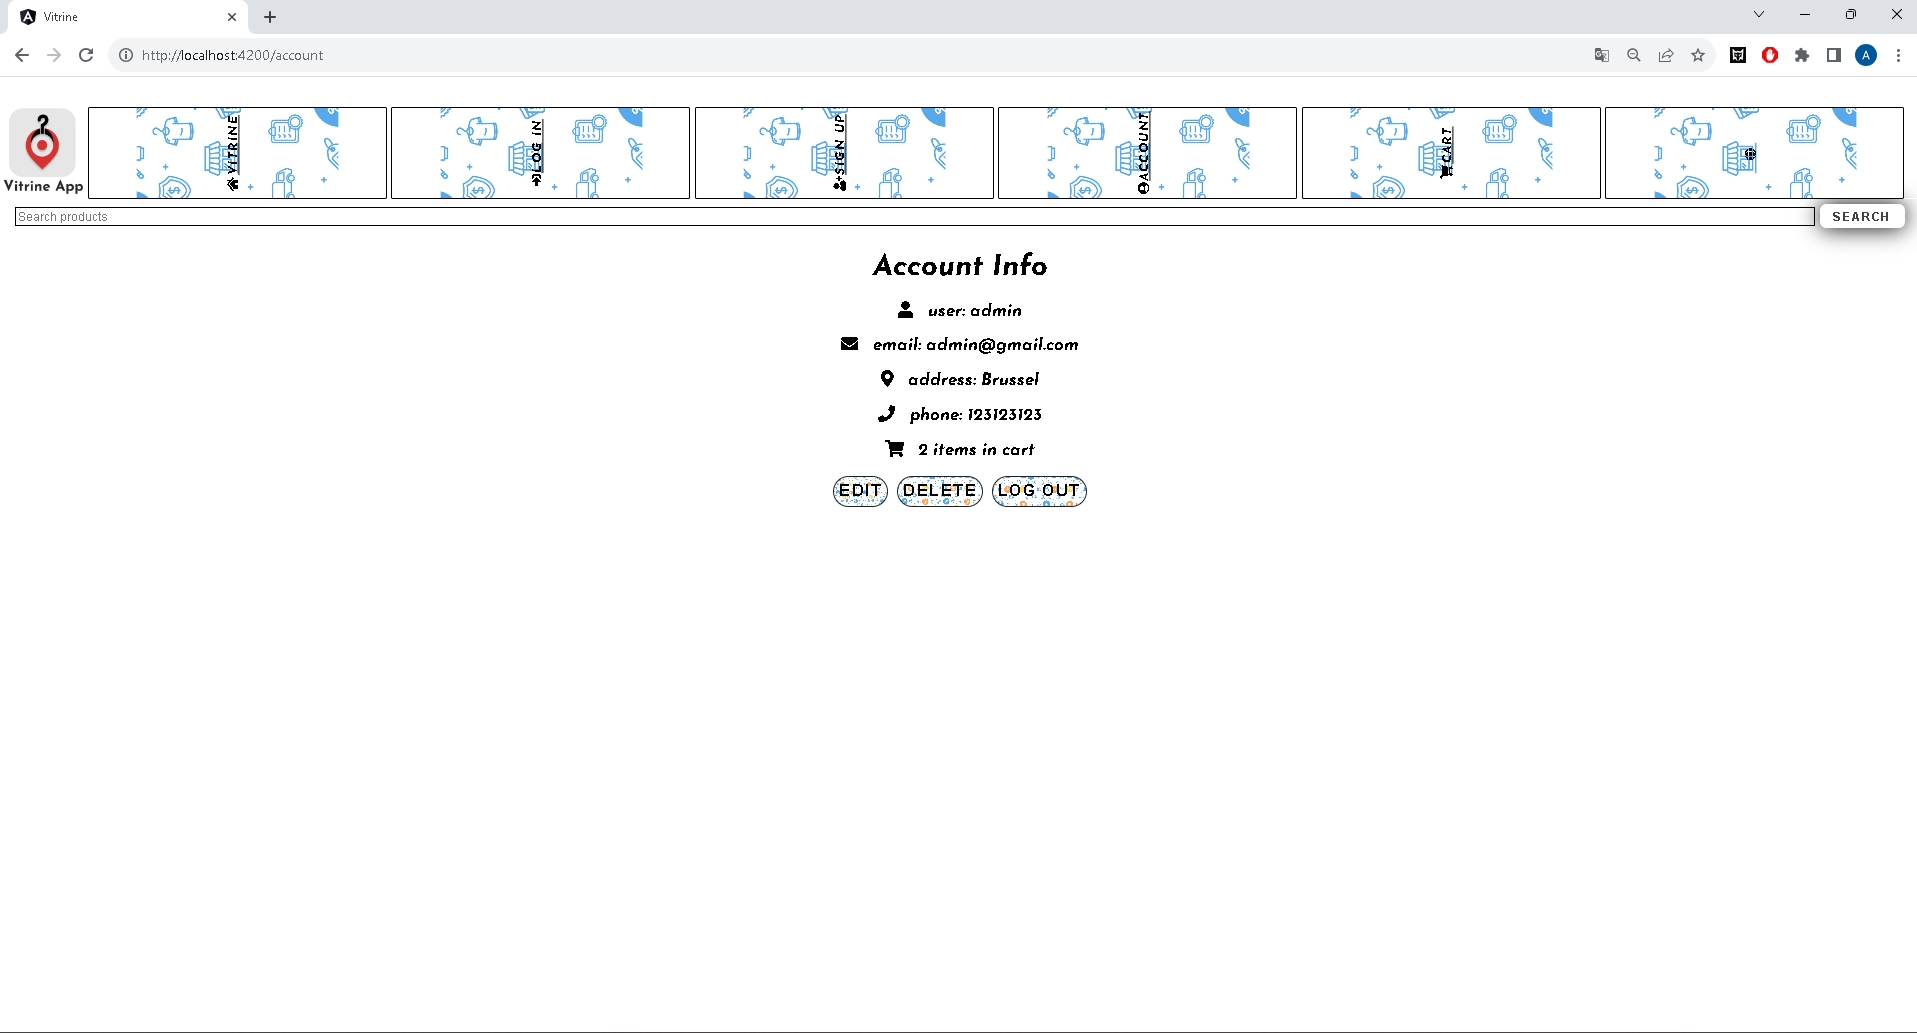 Vitrine
http://localhost:4200/account
A
Vitrine App
VITRINE
LOG IN
SIGN UP
ACCOUNT
CART
Search products
SEARCH
Account Info
user: admin
email: admin@gmail.com
address: Brussel
phone: 123123123
2 items in cart
EDIT DELETE LOG OUT